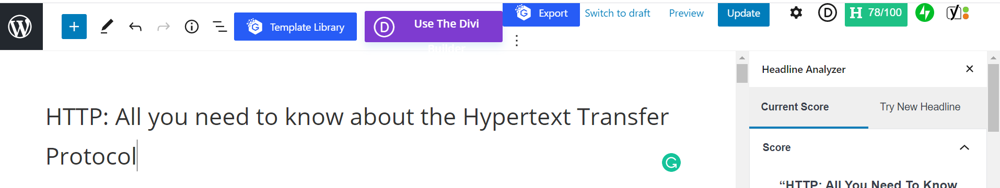 Template Library
Use The Divi
Builder
Export
Switch to draft
Preview
Update
78/100
HTTP: All you need to know about the Hypertext Transfer
Protocol
Headline Analyzer
Current Score
Try New Headline
Score
“HTTP: All You Need To Know